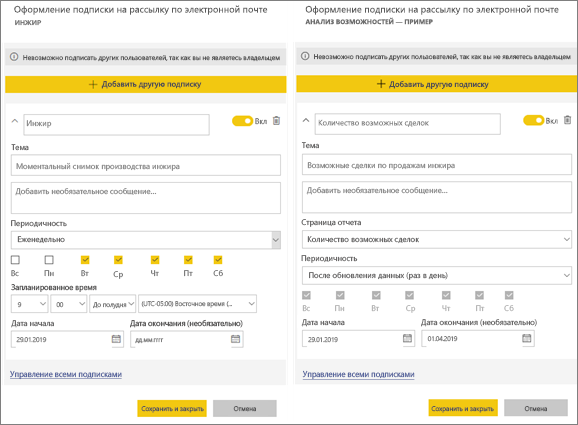 Оформление подписки на рассылку по электронной почте
ИНЖИР
Невозможно подписать других пользователей, так как вы не являетесь владельцем
+ Добавить другую подписку
Инжир
Вкл
Тема
Моментальный снимок производства инжира
Добавить необязательное сообщение...
Периодичность
Еженедельно
Вс Пн Вт Ср Чт Пт Сб
Запланированное время
9 00 До полудня (UTC-05:00) Восточное время (...
Дата начала Дата окончания (необязательно)
29.01.2019 дд.мм.гггг
Управление всеми подписками
Сохранить и закрыть Отмена
Оформление подписки на рассылку по электронной почте
АНАЛИЗ ВОЗМОЖНОСТЕЙ — ПРИМЕР
Невозможно подписать других пользователей, так как вы не являетесь владельцем
+ Добавить другую подписку
Количество возможных сделок
Вкл
Тема
Возможные сделки по продажам инжира
Добавить необязательное сообщение...
Страница отчета
Количество возможных сделок
Периодичность
После обновления данных (раз в день)
Вс Пн Вт Ср Чт Пт Сб
Дата начала Дата окончания (необязательно)
29.01.2019 01.04.2019
Управление всеми подписками
Сохранить и закрыть Отмена